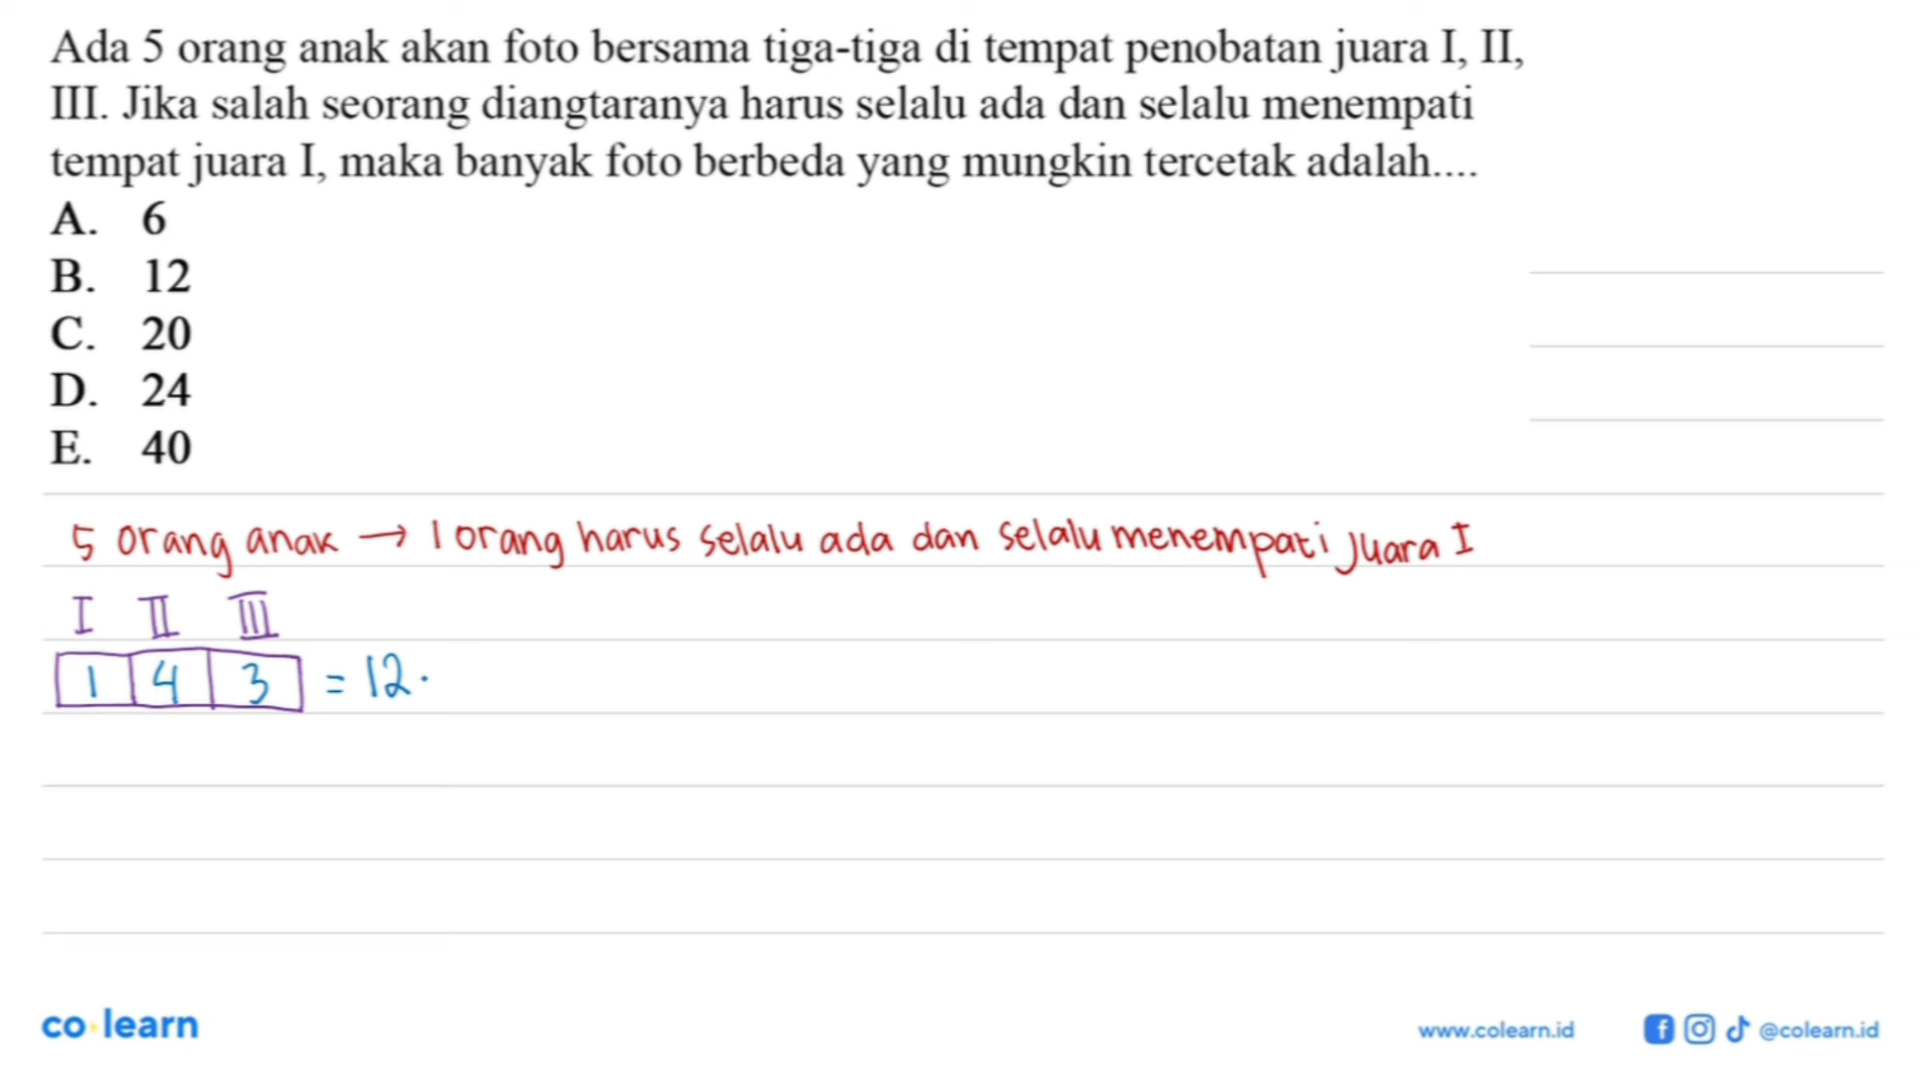 Ada 5 orang anak akan foto bersama tiga-tiga di tempat penobatan juara I, II,
III. Jika salah seorang diangtaranya harus selalu ada dan selalu menempati
tempat juara I, maka banyak foto berbeda yang mungkin tercetak adalah....
A. 6
B. 12
C. 20
D. 24
E. 40
5 orang anak → 1 orang harus selalu ada dan selalu menempati juara I
I II III
1 4 3 = 12.
co learn
www.colearn.id @colearn.id